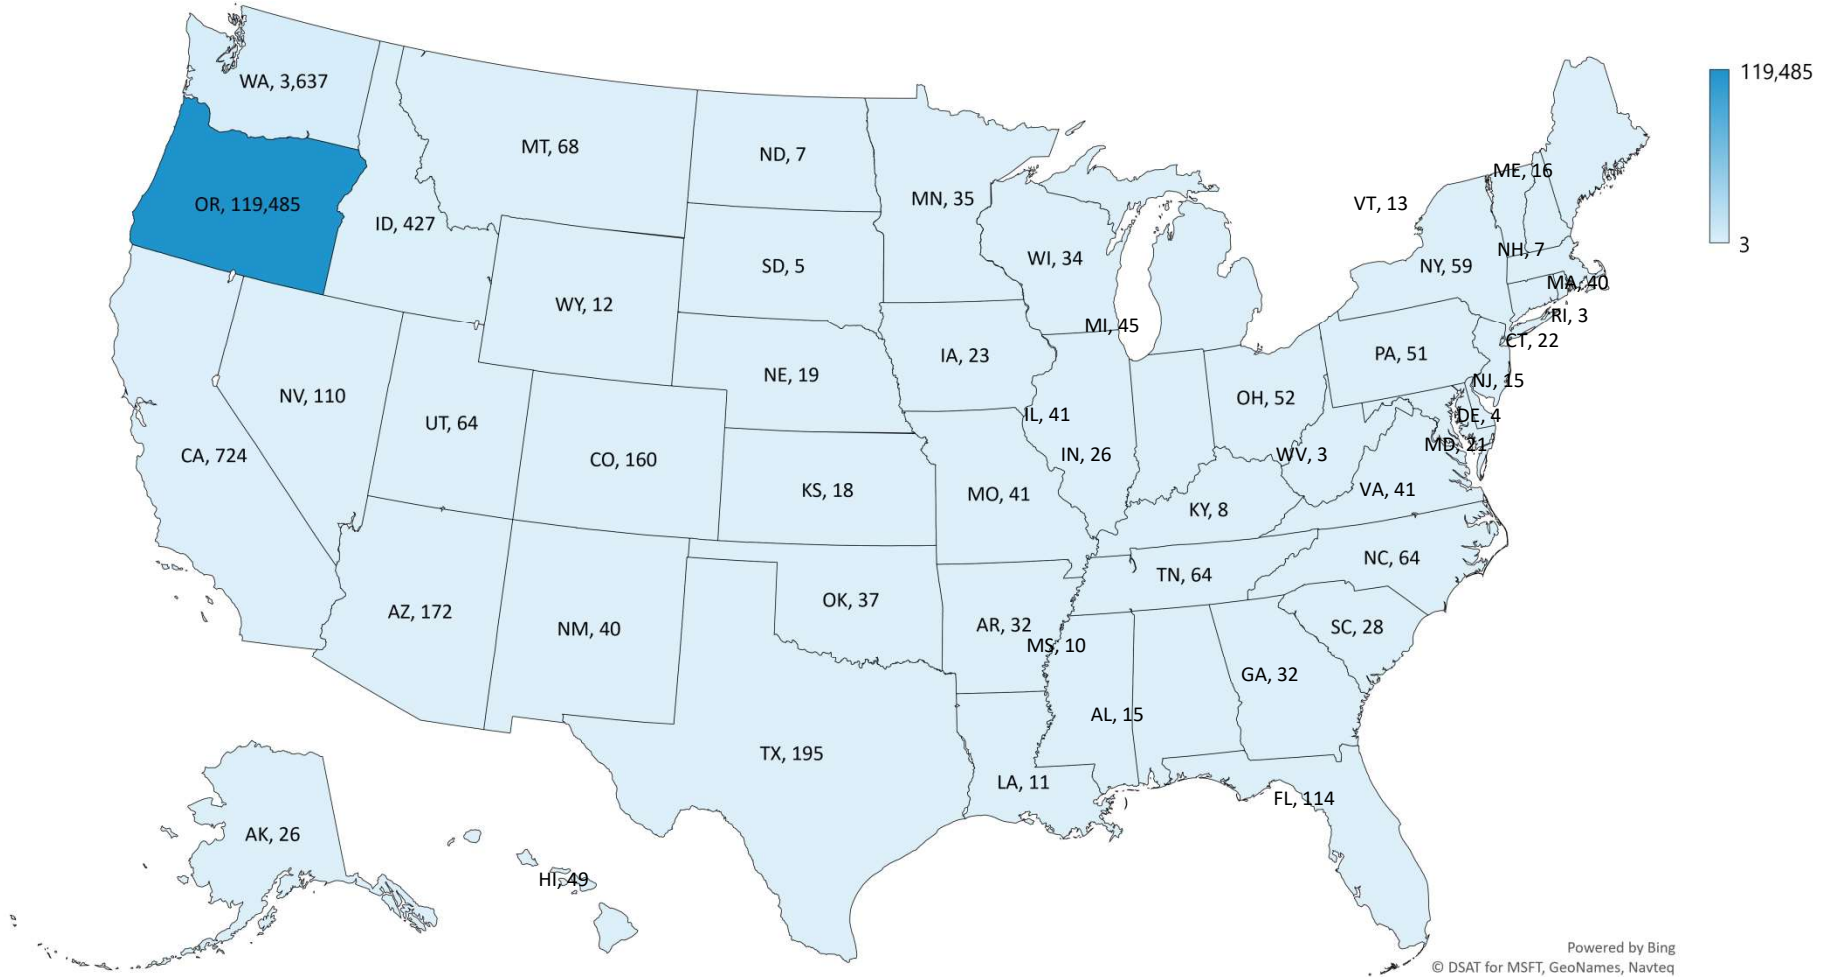 119,485
3
WA, 3,637
MT, 68
ND, 7
MN, 35
ME, 16
VT, 13
OR, 119,485
ID, 427
NH, 7
WI, 34
NY, 59
SD, 5
MA, 40
WY, 12
RI, 3
MI, 45
CT, 22
IA, 23
PA, 51
NE, 19
NJ, 15
NV, 110
OH, 52
UT, 64
IL, 41
DE, 4
MD, 21
CA, 724
CO, 160
IN, 26
WV, 3
KS, 18
MO, 41
VA, 41
KY, 8
NC, 64
TN, 64
OK, 37
AZ, 172
NM, 40
AR, 32
SC, 28
MS, 10
GA, 32
AL, 15
TX, 195
LA, 11
FL, 114
AK, 26
HI, 49
Powered by Bing
© DSAT for MSFT, GeoNames, Navteq